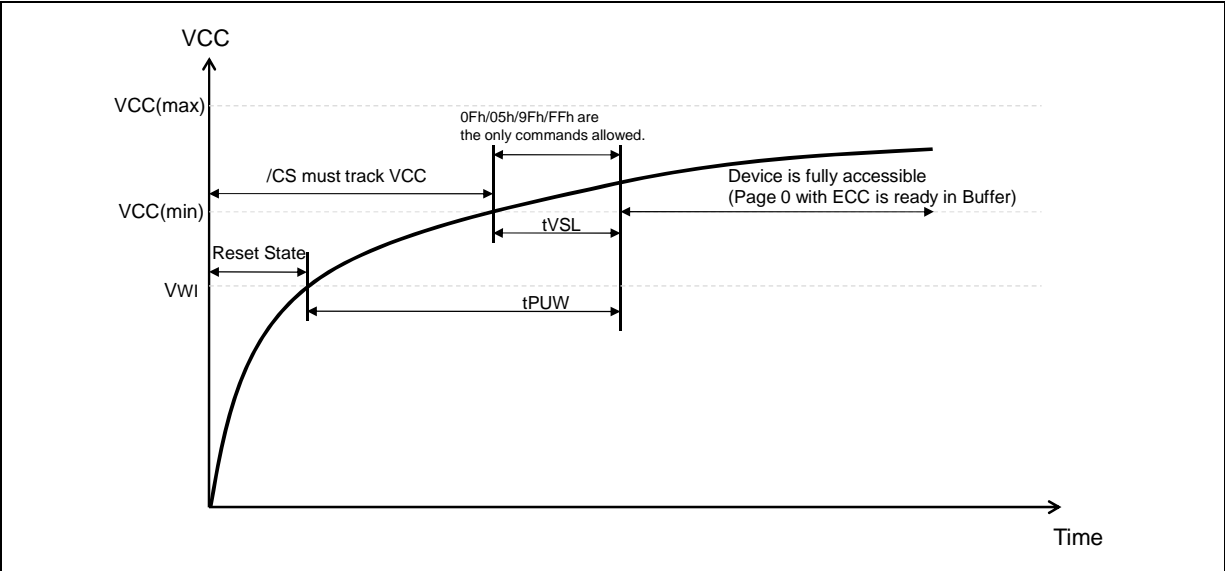 VCC
VCC(max)
0Fh/05h/9Fh/FFh are
the only commands allowed.
/CS must track VCC
Device is fully accessible
(Page 0 with ECC is ready in Buffer)
VCC(min)
tVSL
Reset State
VWI
tPUW
Time